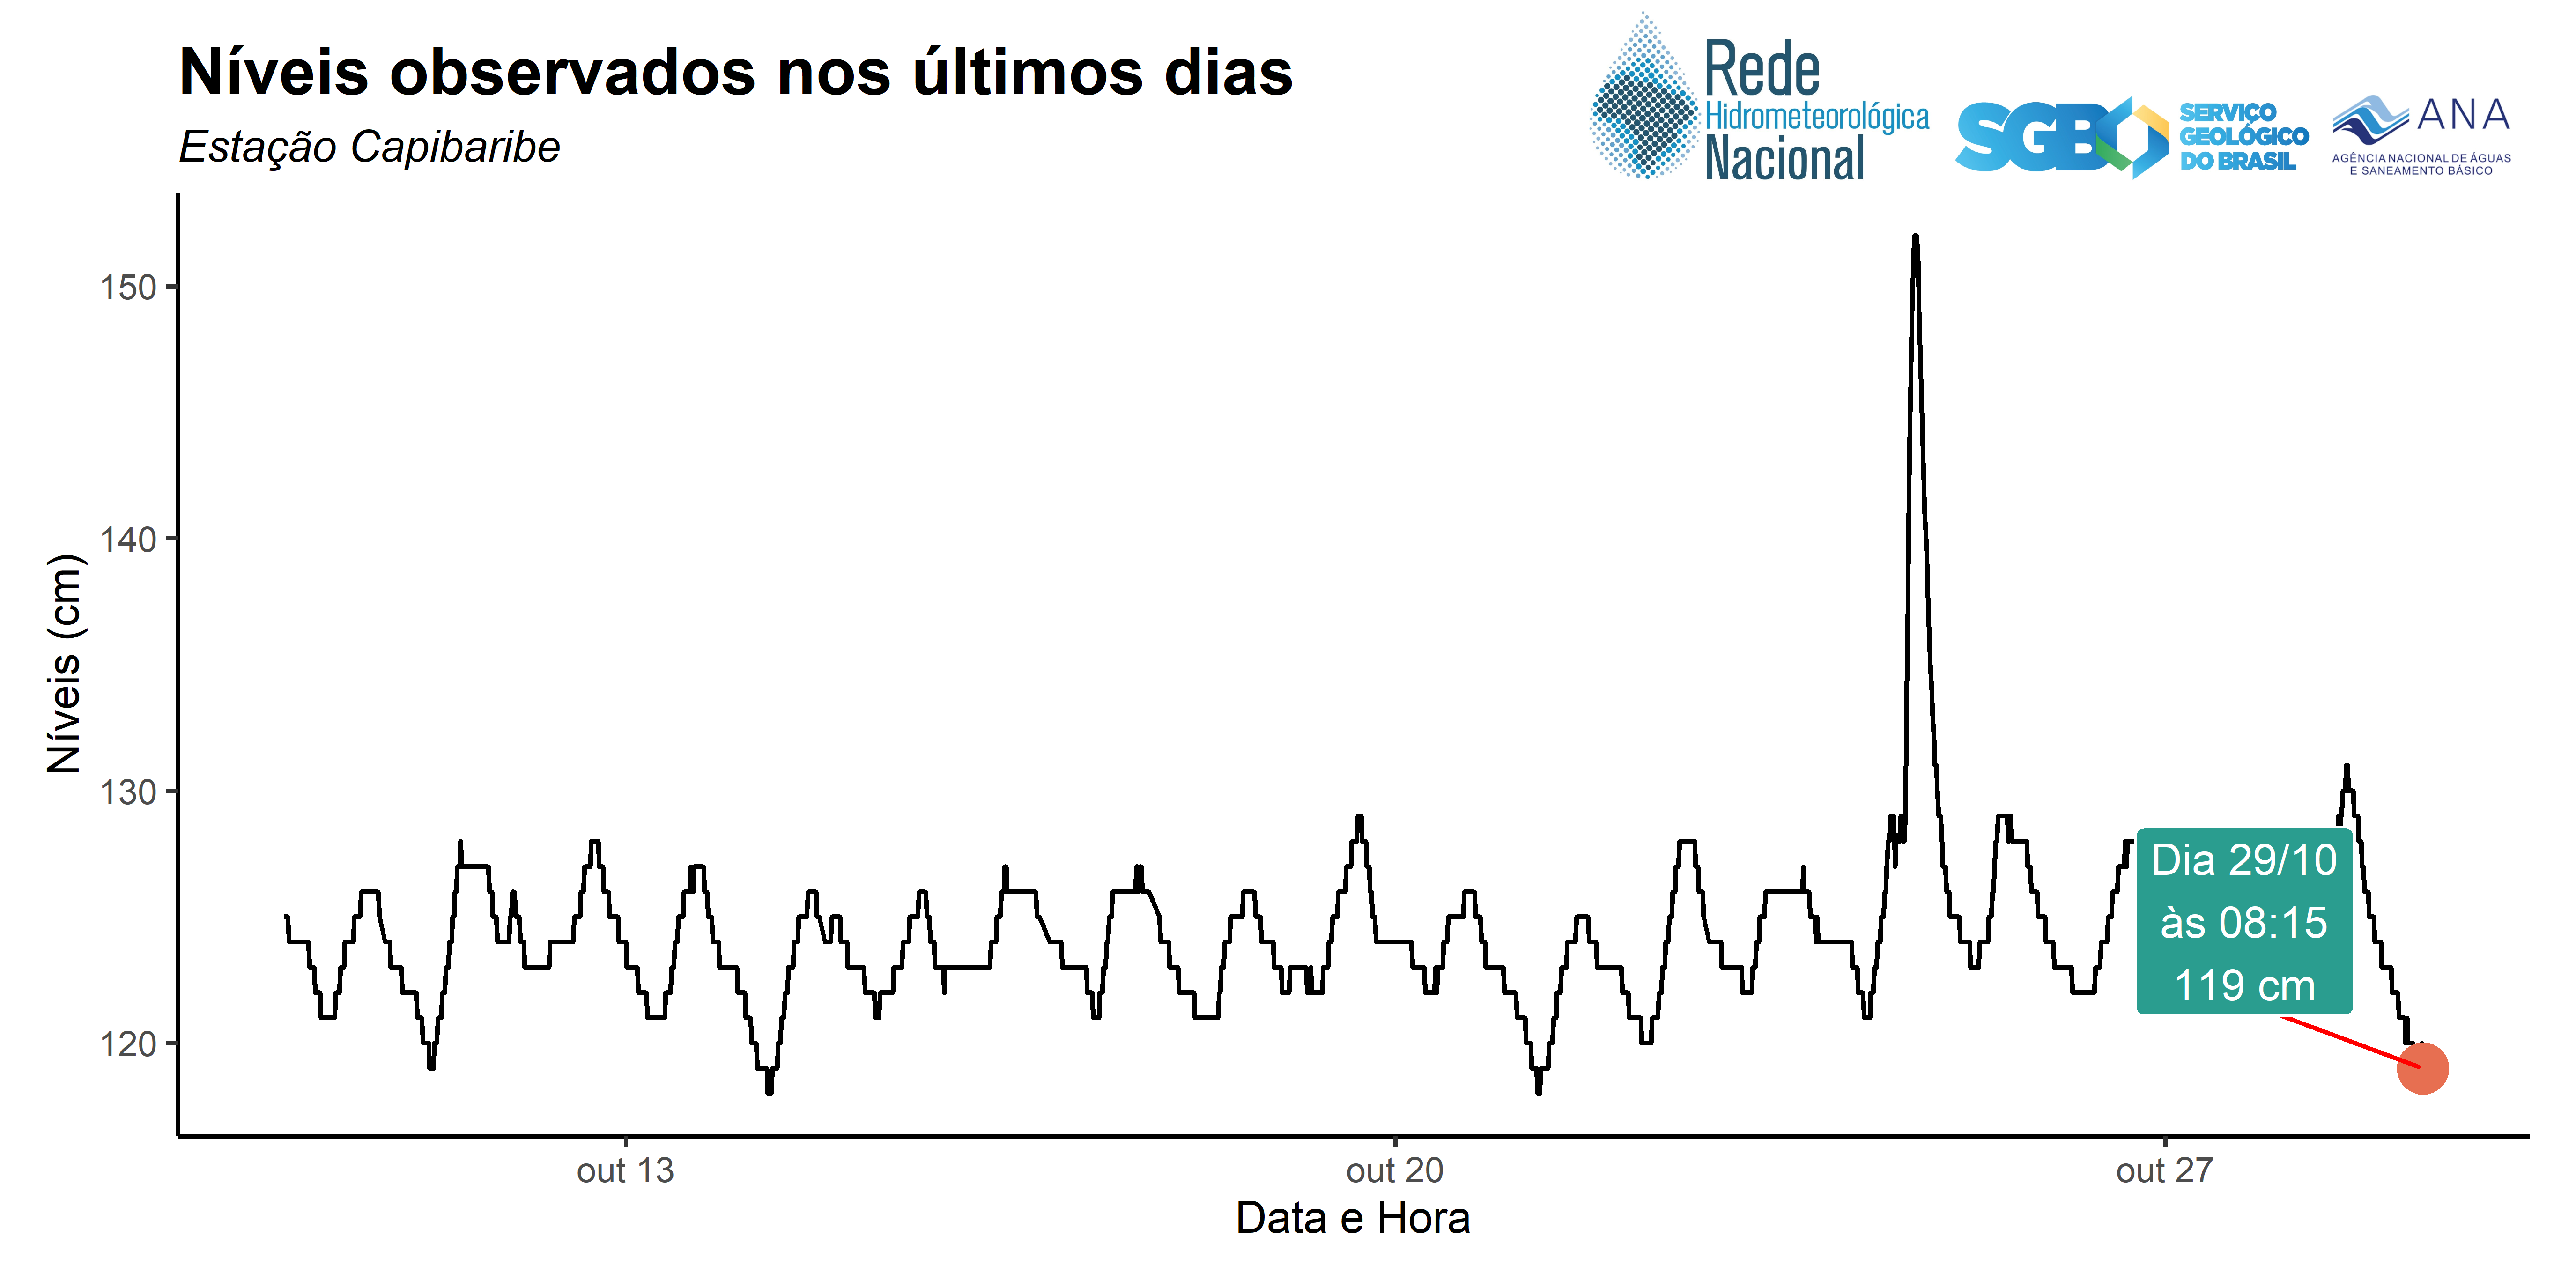 Níveis observados nos últimos dias
Estação Capibaribe
Rede
Hidrometeorológica
Nacional
SGB
SERVIÇO
GEOLÓGICO
DO BRASIL
ANA
AGÊNCIA NACIONAL DE ÁGUAS
E SANEAMENTO BÁSICO
Níveis (cm)
150
140
130
120
Dia 29/10
às 08:15
119 cm
out 13
out 20
out 27
Data e Hora